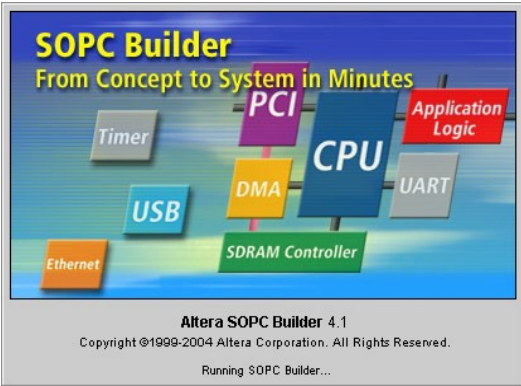 SOPC Builder
From Concept to System in Minutes
PCI
Application
Logic
Timer
CPU
DMA
UART
USB
SDRAM Controller
Ethernet
Altera SOPC Builder 4.1
Copyright ©1999-2004 Altera Corporation. All Rights Reserved.
Running SOPC Builder...